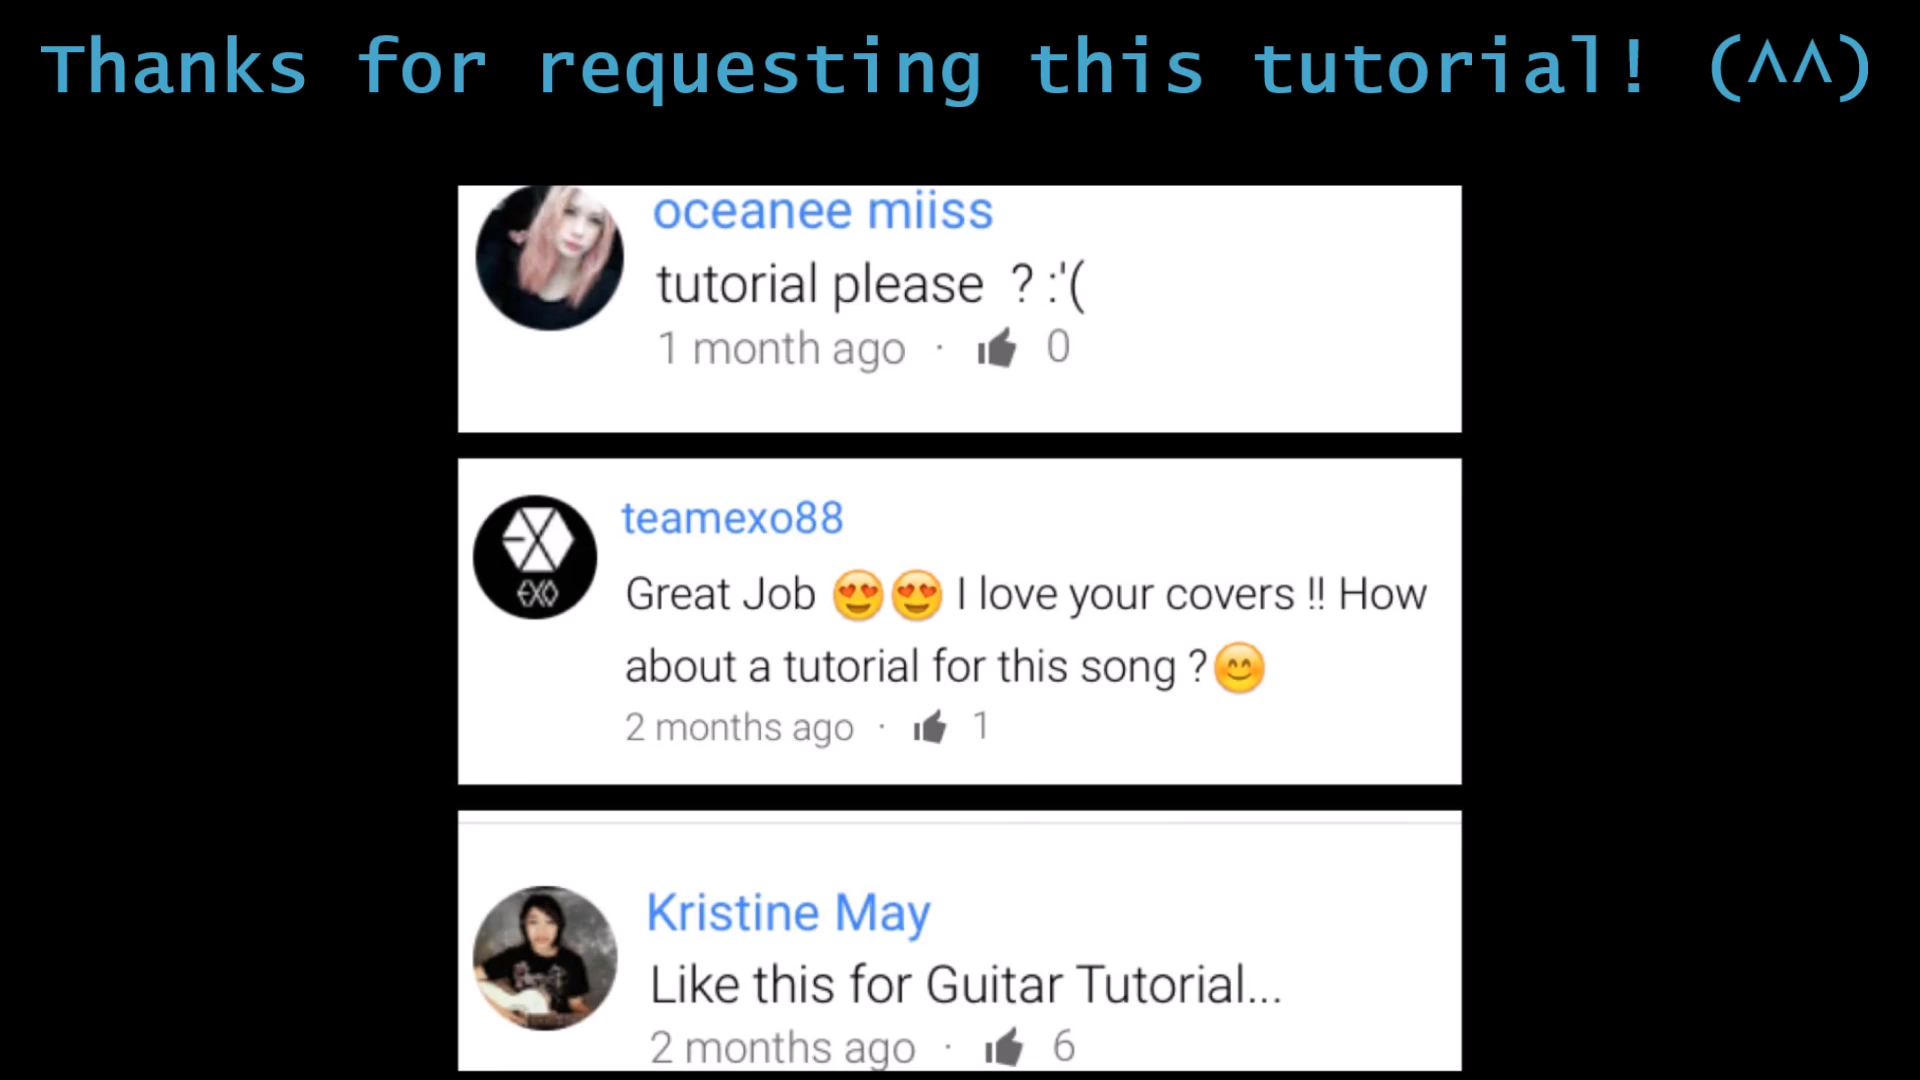 Thanks for requesting this tutorial! (^^)
oceanee miiss
tutorial please ? :'(
1 month ago · 0
EXO
teamexo88
Great Job 😍😍 I love your covers !! How
about a tutorial for this song ?😊
2 months ago · 1
Kristine May
Like this for Guitar Tutorial...
2 months ago · 6